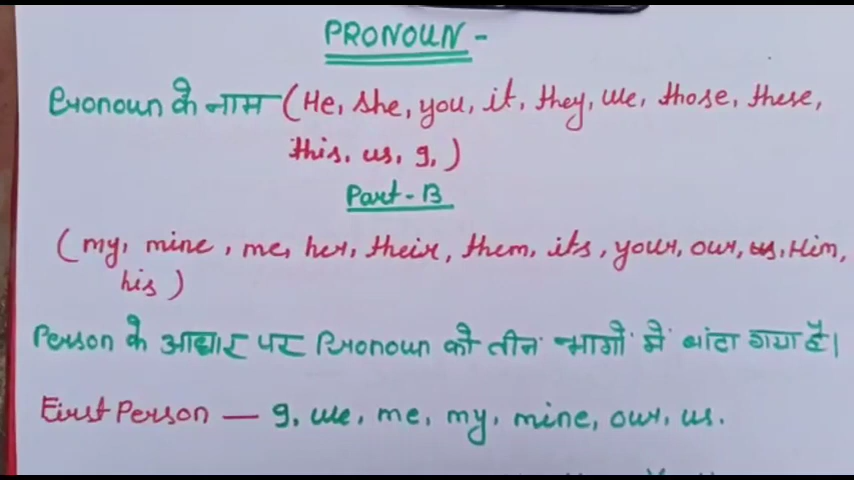 PRONOUN -
Pronoun के नाम (He, she, you, it, they, we, those, these,
this, us, I, )
Part-B
(my, mine, me, her, their, them, its, your, our, us, Him,
his )
Person के आधार पर Pronoun को तीन भागों में बांटा गया है।
First Person — I, we, me, my, mine, our, us.